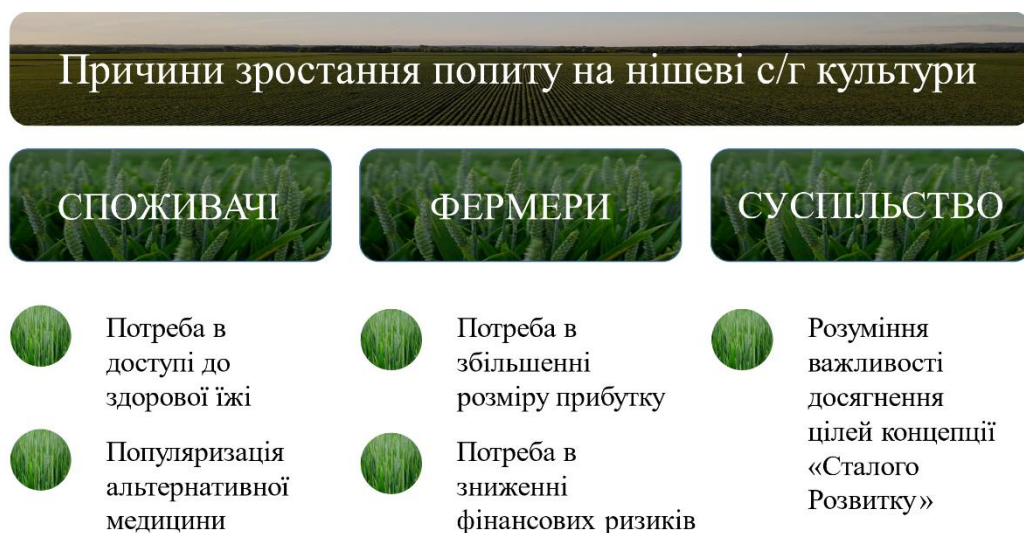 Причини зростання попиту на нішеві с/г культури
СПОЖИВАЧІ
ФЕРМЕРИ
СУСПІЛЬСТВО
Потреба в
доступі до
здорової їжі
Популяризація
альтернативної
медицини
Потреба в
збільшенні
розміру прибутку
Потреба в
зниженні
фінансових ризиків
Розуміння
важливості
досягнення
цілей концепції
«Сталого
Розвитку»